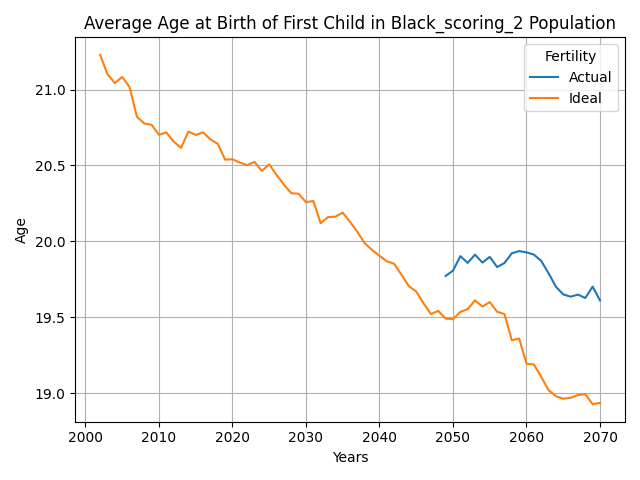 Average Age at Birth of First Child in Black_scoring_2 Population
Fertility
Actual
Ideal
Age
21.0
20.5
20.0
19.5
19.0
2000 2010 2020 2030 2040 2050 2060 2070
Years